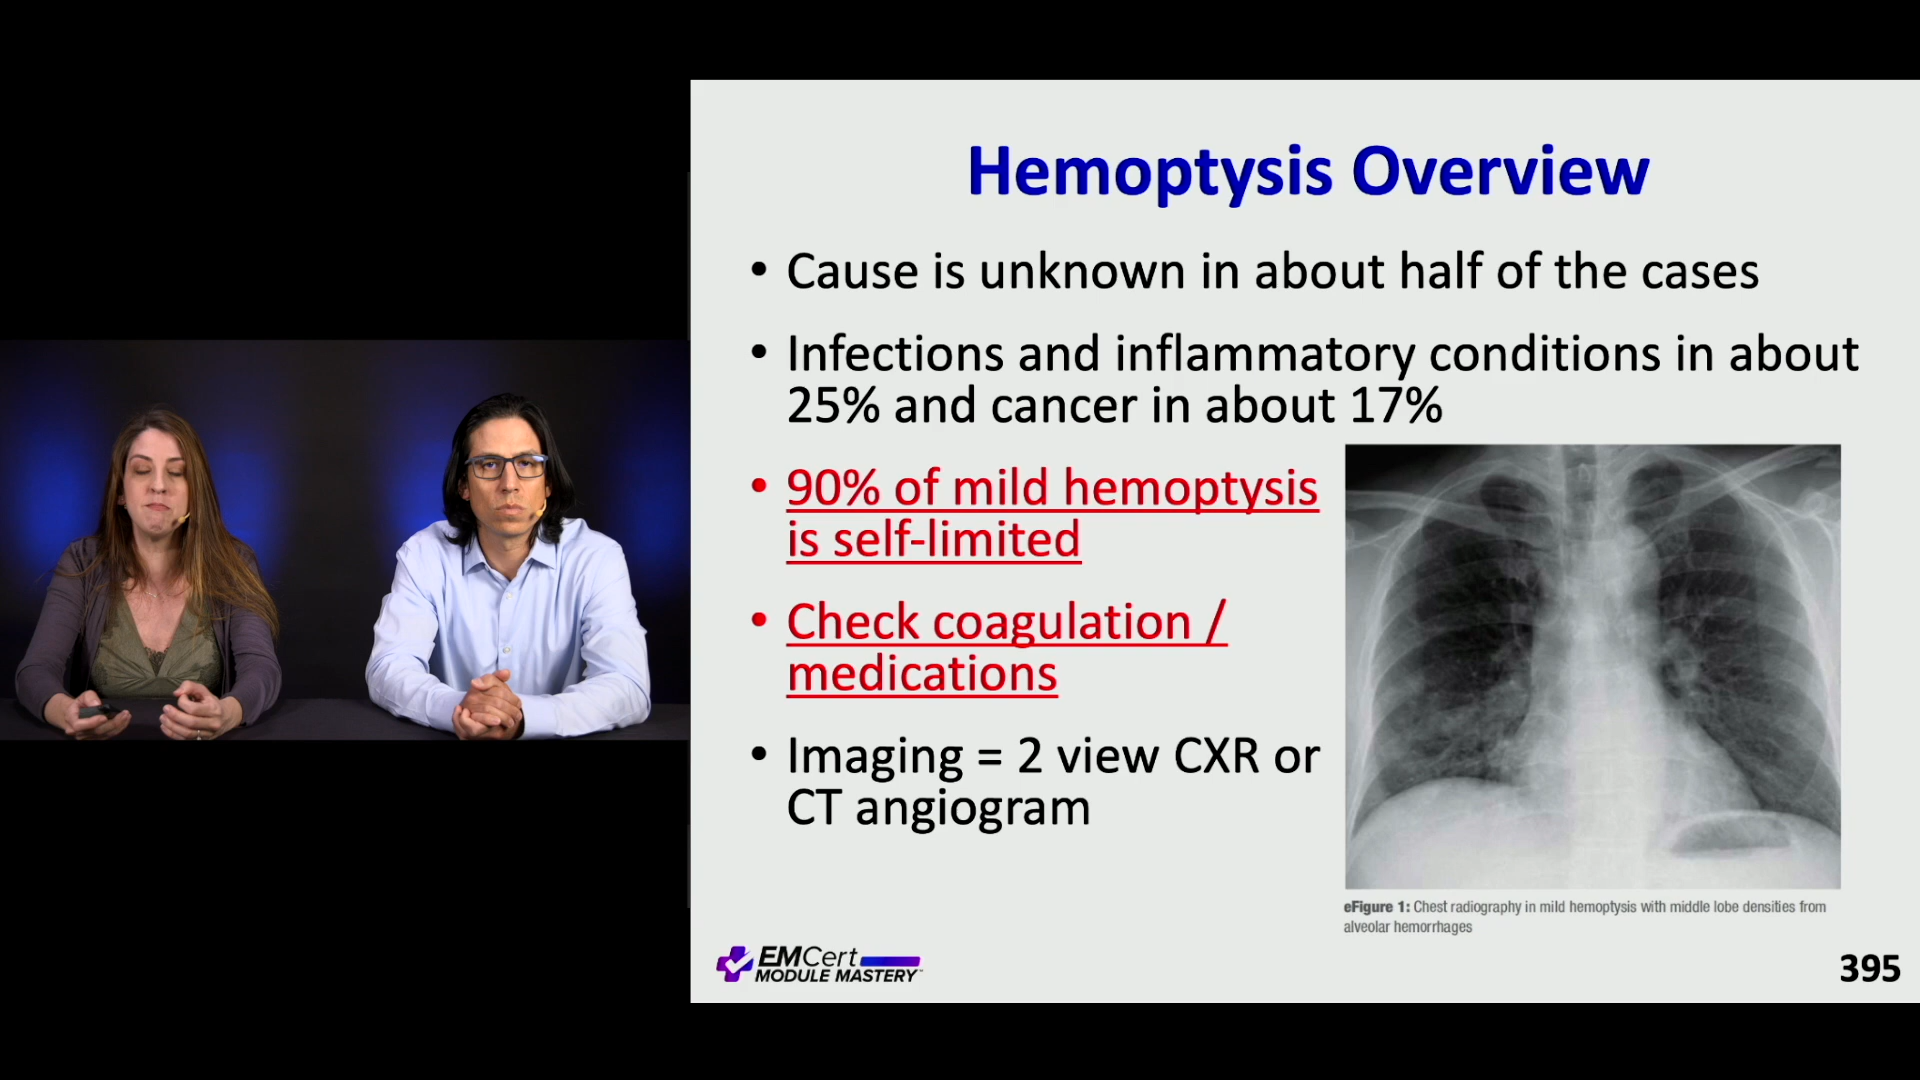 Hemoptysis Overview
• Cause is unknown in about half of the cases
• Infections and inflammatory conditions in about
25% and cancer in about 17%
• 90% of mild hemoptysis
is self-limited
• Check coagulation /
medications
• Imaging = 2 view CXR or
CT angiogram
eFigure 1: Chest radiography in mild hemoptysis with middle lobe densities from
alveolar hemorrhages
EMCert
MODULE MASTERY™
395